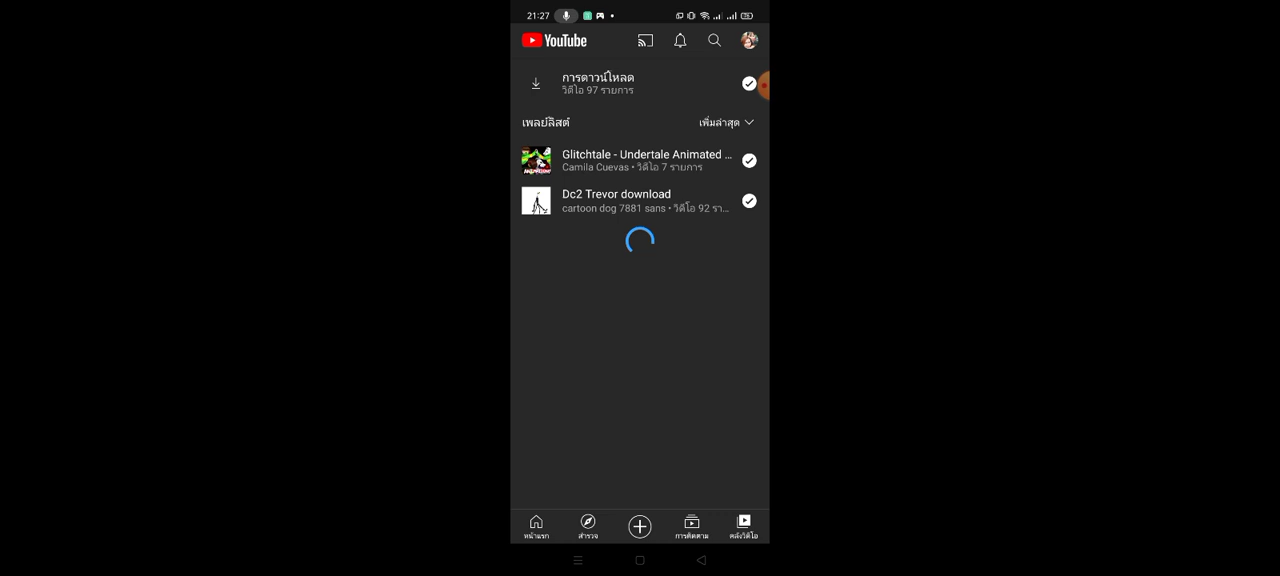 21:27
YouTube
การดาวน์โหลด
วิดีโอ 97 รายการ
เพลย์ลิสต์
เพิ่มล่าสุด
Glitchtale - Undertale Animated ...
Camila Cuevas • วิดีโอ 7 รายการ
Dc2 Trevor download
cartoon dog 7881 sans • วิดีโอ 92 รา...
หน้าแรก
สำรวจ
การติดตาม
คลังวิดีโอ